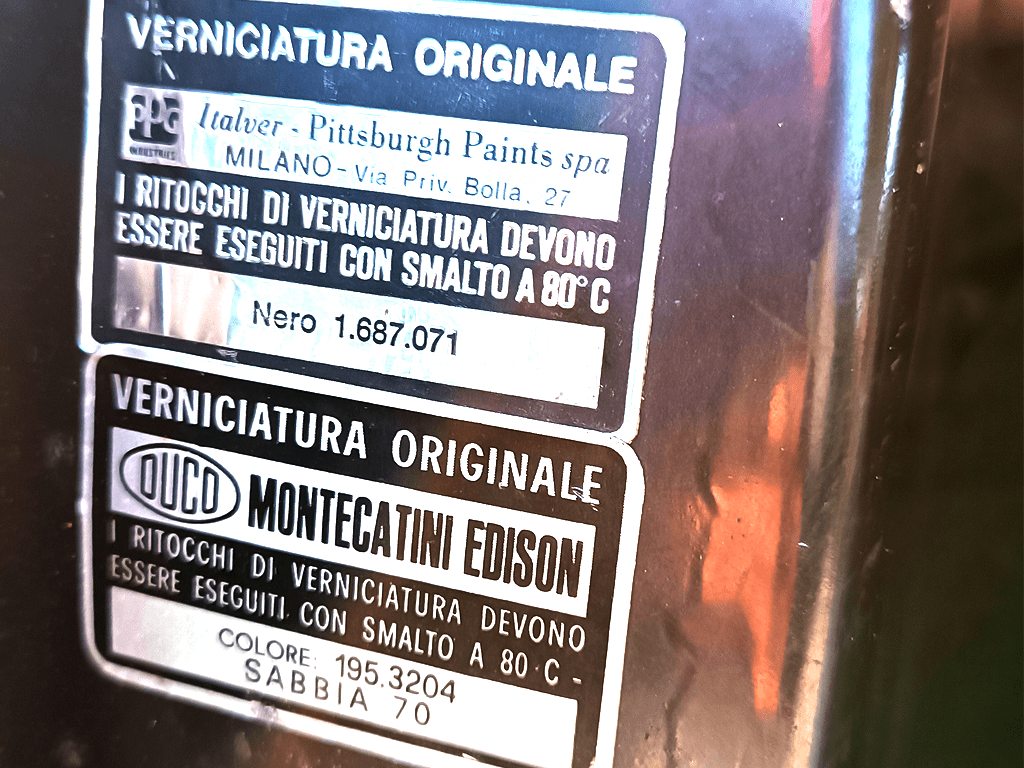 VERNICIATURA ORIGINALE
PPG
INDUSTRIES
Italver - Pittsburgh Paints spa
MILANO - Via Priv. Bolla, 27
I RITOCCHI DI VERNICIATURA DEVONO
ESSERE ESEGUITI CON SMALTO A 80° C
Nero 1.687.071
VERNICIATURA ORIGINALE
DUCO MONTECATINI EDISON
I RITOCCHI DI VERNICIATURA DEVONO
ESSERE ESEGUITI CON SMALTO A 80·C -
COLORE: 195.3204
SABBIA 70